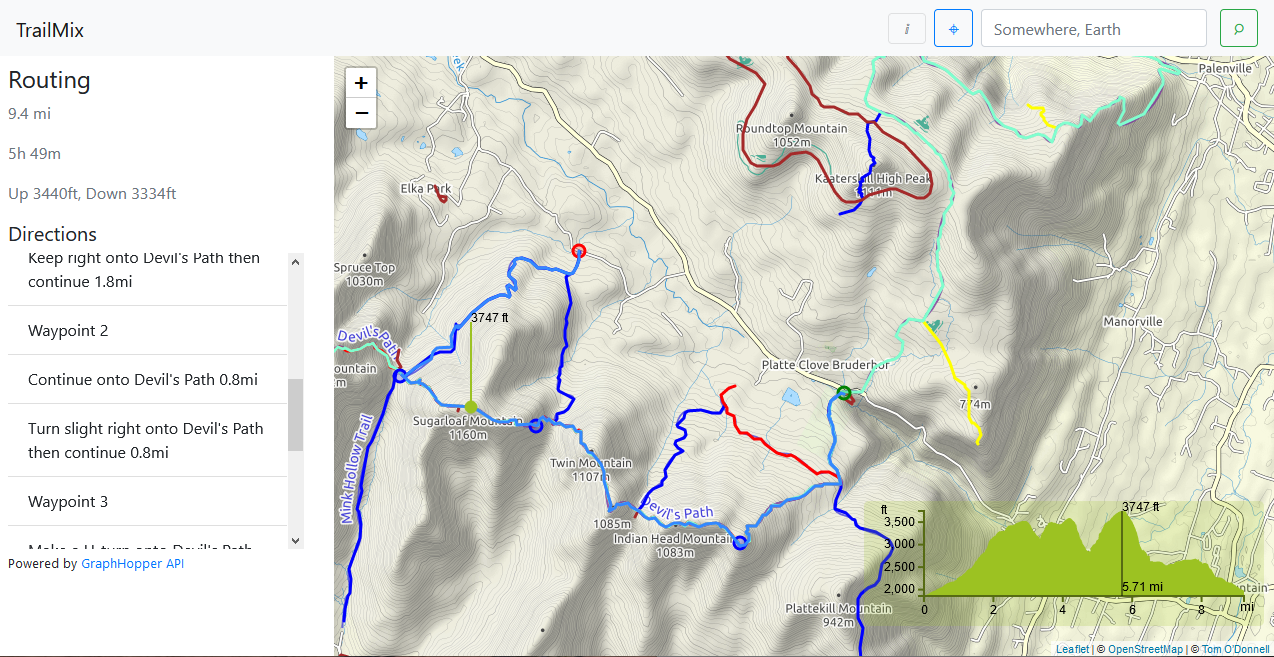 TrailMix
i
Somewhere, Earth
Routing
9.4 mi
5h 49m
Up 3440ft, Down 3334ft
Directions
Keep right onto Devil's Path then
continue 1.8mi
Waypoint 2
Continue onto Devil's Path 0.8mi
Turn slight right onto Devil's Path
then continue 0.8mi
Waypoint 3
Make a U-turn onto Devil's Path
Powered by GraphHopper API
+
−
Palenville
Roundtop Mountain
1052m
Kaaterskill High Peak
Elka Park
Spruce Top
1030m
3747 ft
Devil's Path
Manorville
Platte Clove Bruderhof
774m
Sugarloaf Mountain
1160m
Mink Hollow Trail
Twin Mountain
1107m
Devil's Path
1085m
Indian Head Mountain
1083m
Plattekill Mountain
942m
ft
3747 ft
3,500
3,000
2,500
2,000
5.71 mi
0
2
4
6
8
mi
Leaflet | © OpenStreetMap | © Tom O'Donnell